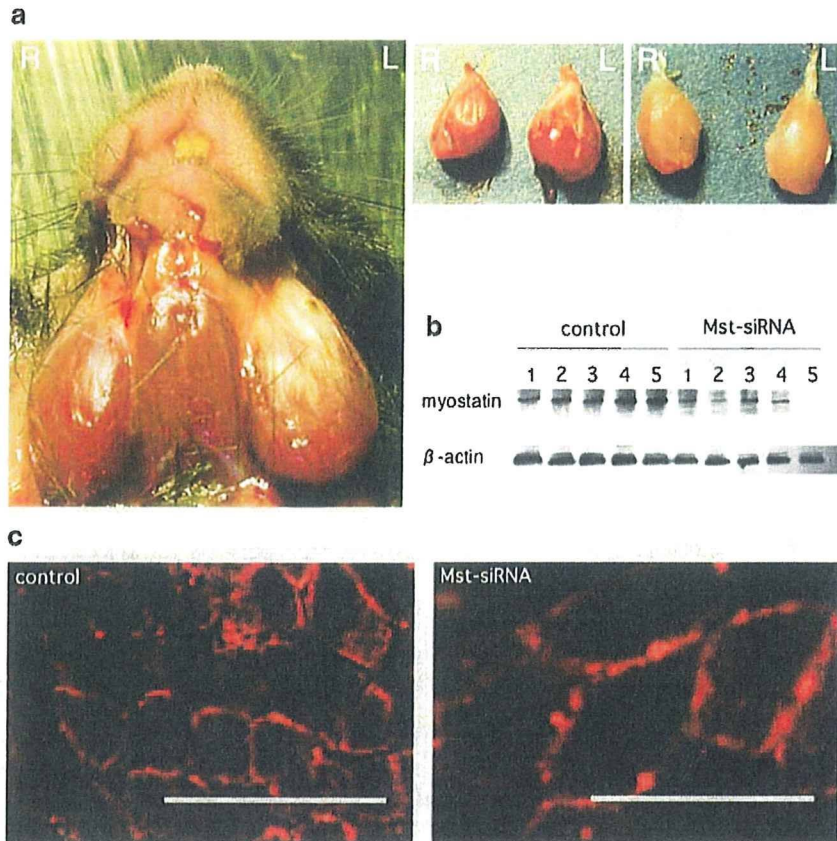 a
R L
R L
R L
b
control Mst-siRNA
1 2 3 4 5 1 2 3 4 5
myostatin
β-actin
c
control
Mst-siRNA